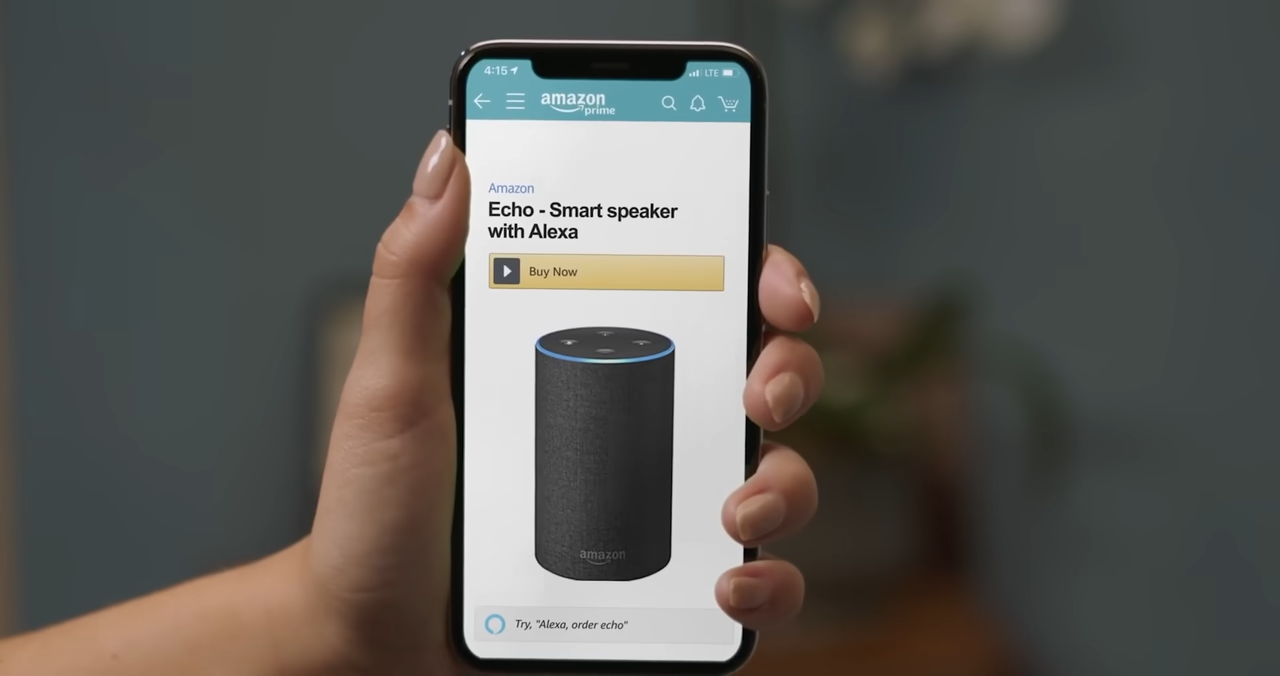 4:15 LTE
amazon
prime
Amazon
Echo - Smart speaker
with Alexa
Buy Now
amazon
Try, "Alexa, order echo"